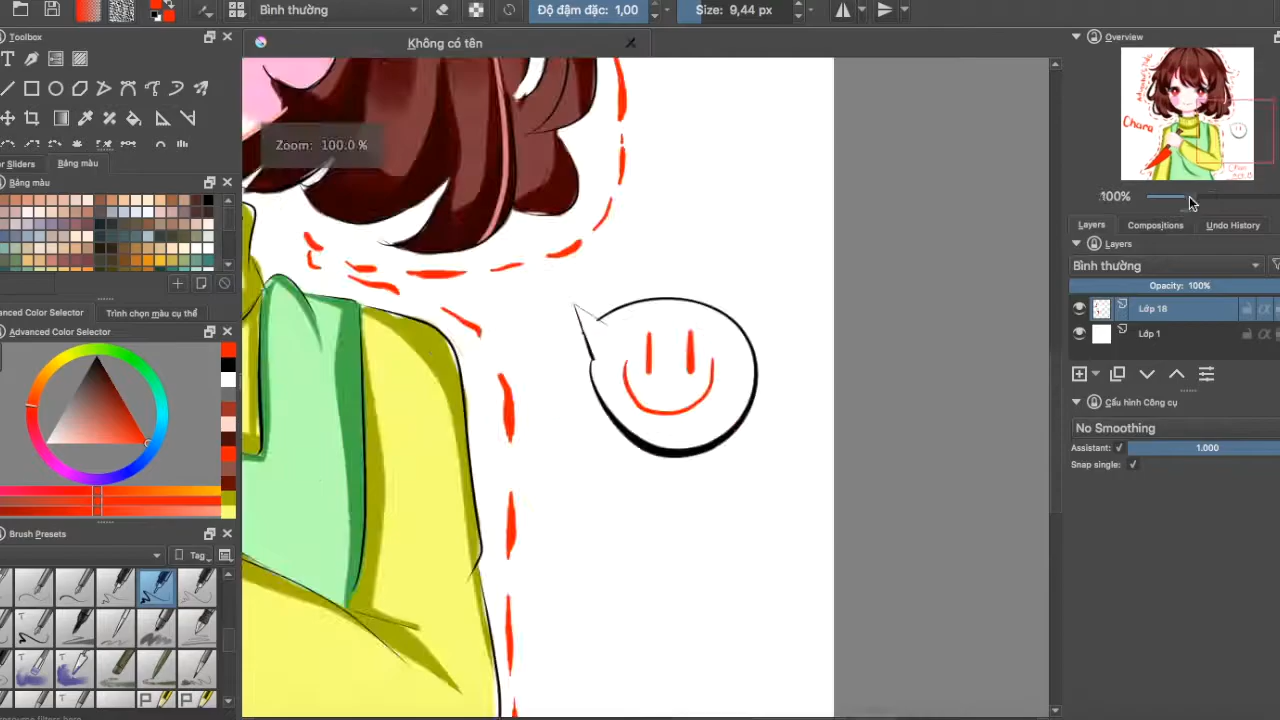 Bình thường
Độ đậm đặc: 1,00
Size: 9,44 px
Toolbox
Không có tên
Overview
Zoom: 100.0 %
er Sliders
Bảng màu
Bảng màu
100%
Layers
Compositions
Undo History
Layers
Bình thường
Opacity: 100%
Lớp 18
Lớp 1
anced Color Selector
Trình chọn màu cụ thể
Advanced Color Selector
Cấu hình Công cụ
No Smoothing
Assistant:
1.000
Snap single:
Brush Presets
Tag
Chara